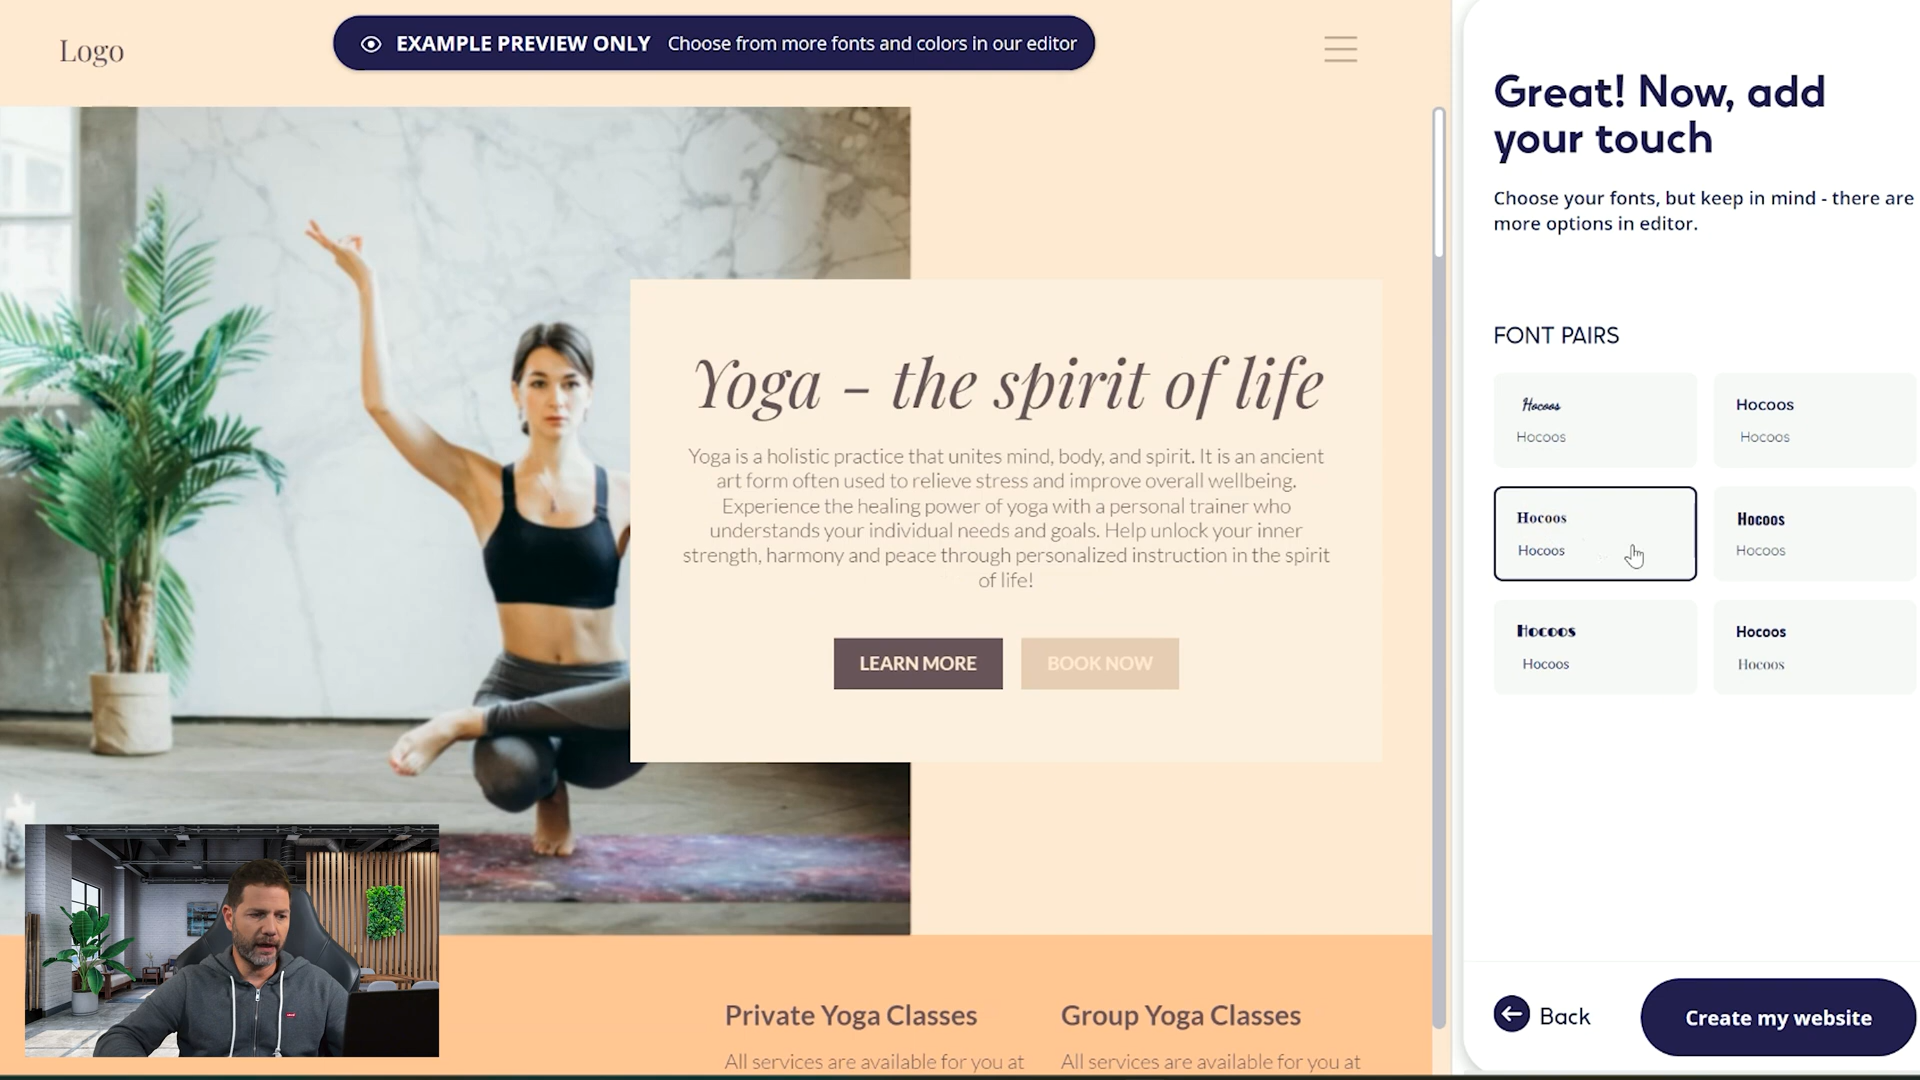 Logo
EXAMPLE PREVIEW ONLY Choose from more fonts and colors in our editor
Yoga – the spirit of life
Yoga is a holistic practice that unites mind, body, and spirit. It is an ancient
art form often used to relieve stress and improve overall wellbeing.
Experience the healing power of yoga with a personal trainer who
understands your individual needs and goals. Help unlock your inner
strength, harmony and peace through personalized instruction in the spirit
of life!
LEARN MORE
BOOK NOW
Private Yoga Classes
All services are available for you at
Group Yoga Classes
All services are available for you at
Great! Now, add
your touch
Choose your fonts, but keep in mind - there are
more options in editor.
FONT PAIRS
Hocoos
Hocoos
Hocoos
Hocoos
Hocoos
Hocoos
Hocoos
Hocoos
Hocoos
Hocoos
Hocoos
Hocoos
Back
Create my website